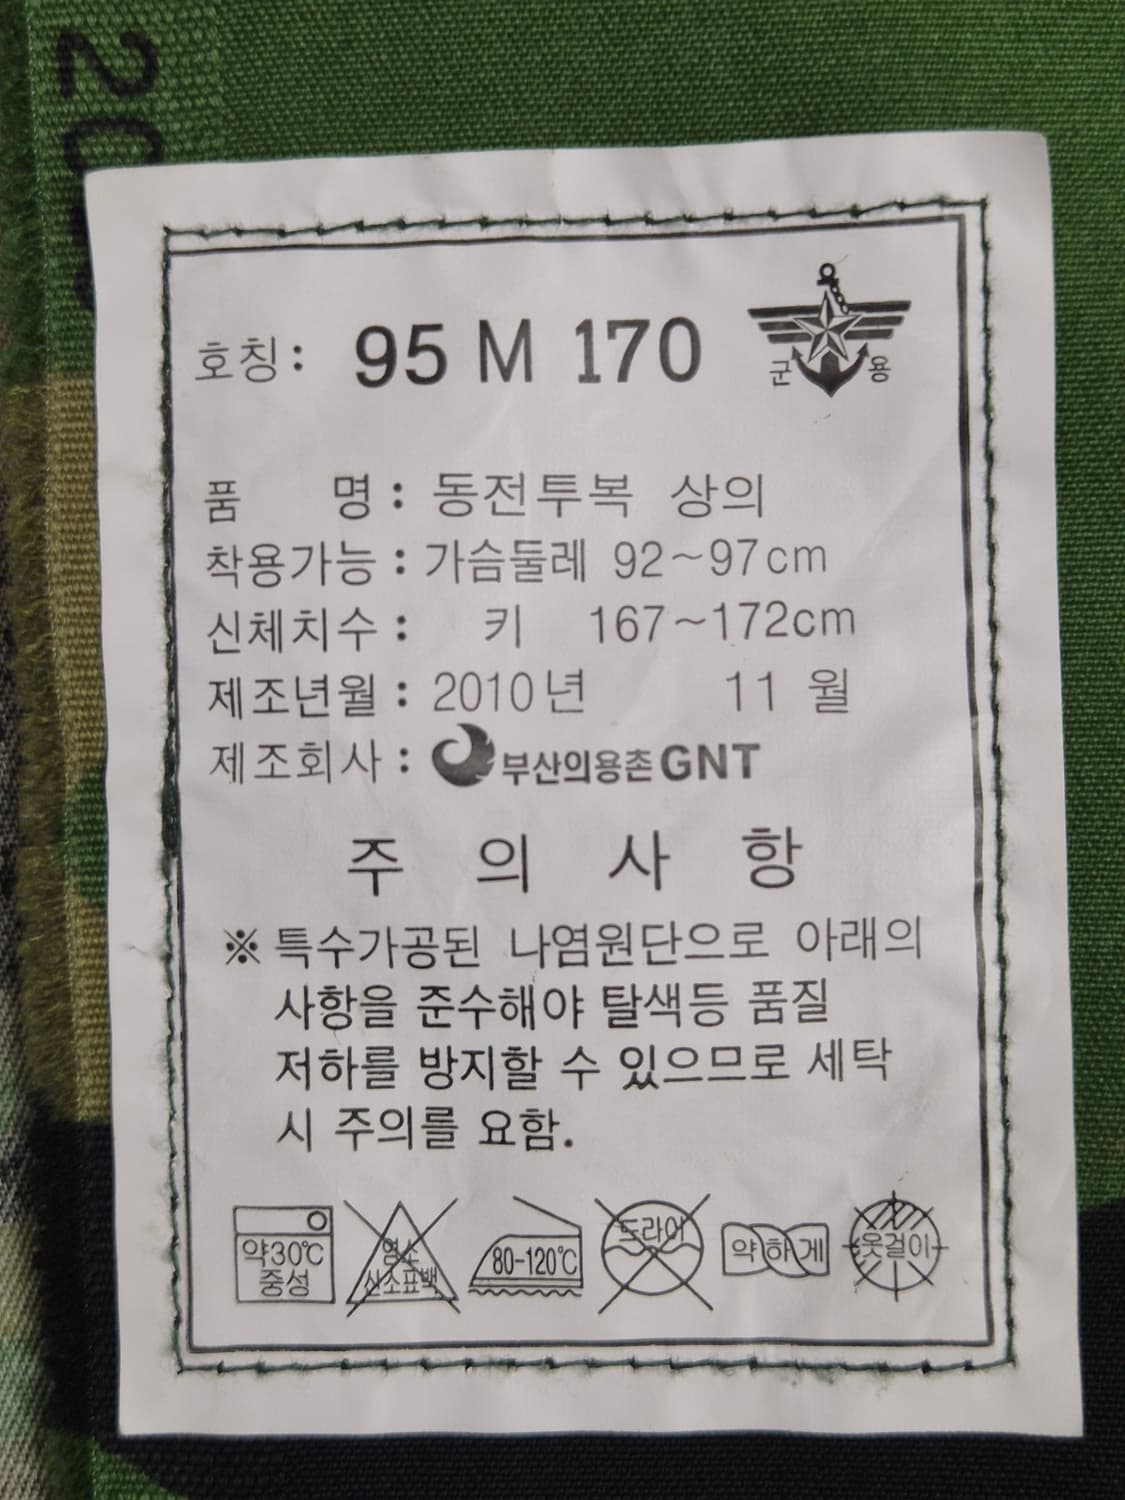 호칭: 95 M 170
군 용
품 명 : 동전투복 상의
착용가능 : 가슴둘레 92~97cm
신체치수 : 키 167~172cm
제조년월 : 2010년 11 월
제조회사 : 부산의용촌GNT
주 의 사 항
※ 특수가공된 나염원단으로 아래의
사항을 준수해야 탈색등 품질
저하를 방지할 수 있으므로 세탁
시 주의를 요함.
약30℃
중성
염소
산소표백
80-120℃
드라이
약하게
옷걸이